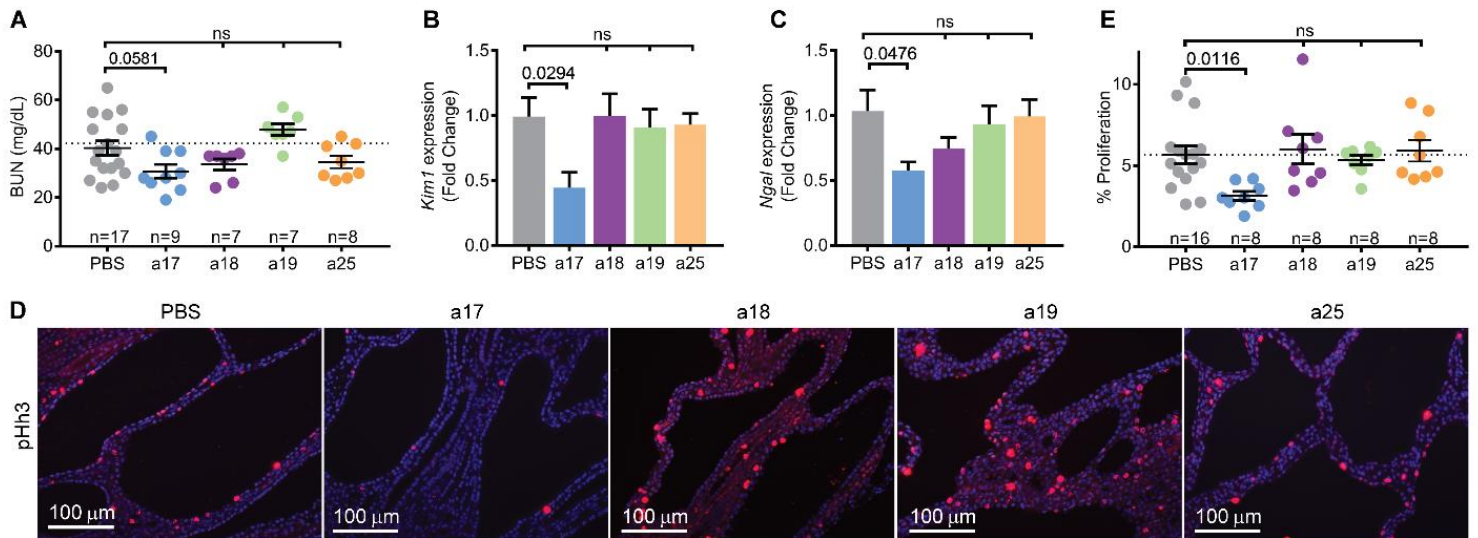 A
ns
0.0581
80
60
40
20
0
BUN (mg/dL)
n=17 n=9 n=7 n=7 n=8
PBS a17 a18 a19 a25
B
ns
0.0294
1.5
1.0
0.5
0.0
Kim1 expression
(Fold Change)
PBS a17 a18 a19 a25
C
ns
0.0476
1.5
1.0
0.5
0.0
Ngal expression
(Fold Change)
PBS a17 a18 a19 a25
E
ns
0.0116
10
5
0
% Proliferation
n=16 n=8 n=8 n=8 n=8
PBS a17 a18 a19 a25
D
PBS a17 a18 a19 a25
pHh3
100 μm 100 μm 100 μm 100 μm 100 μm